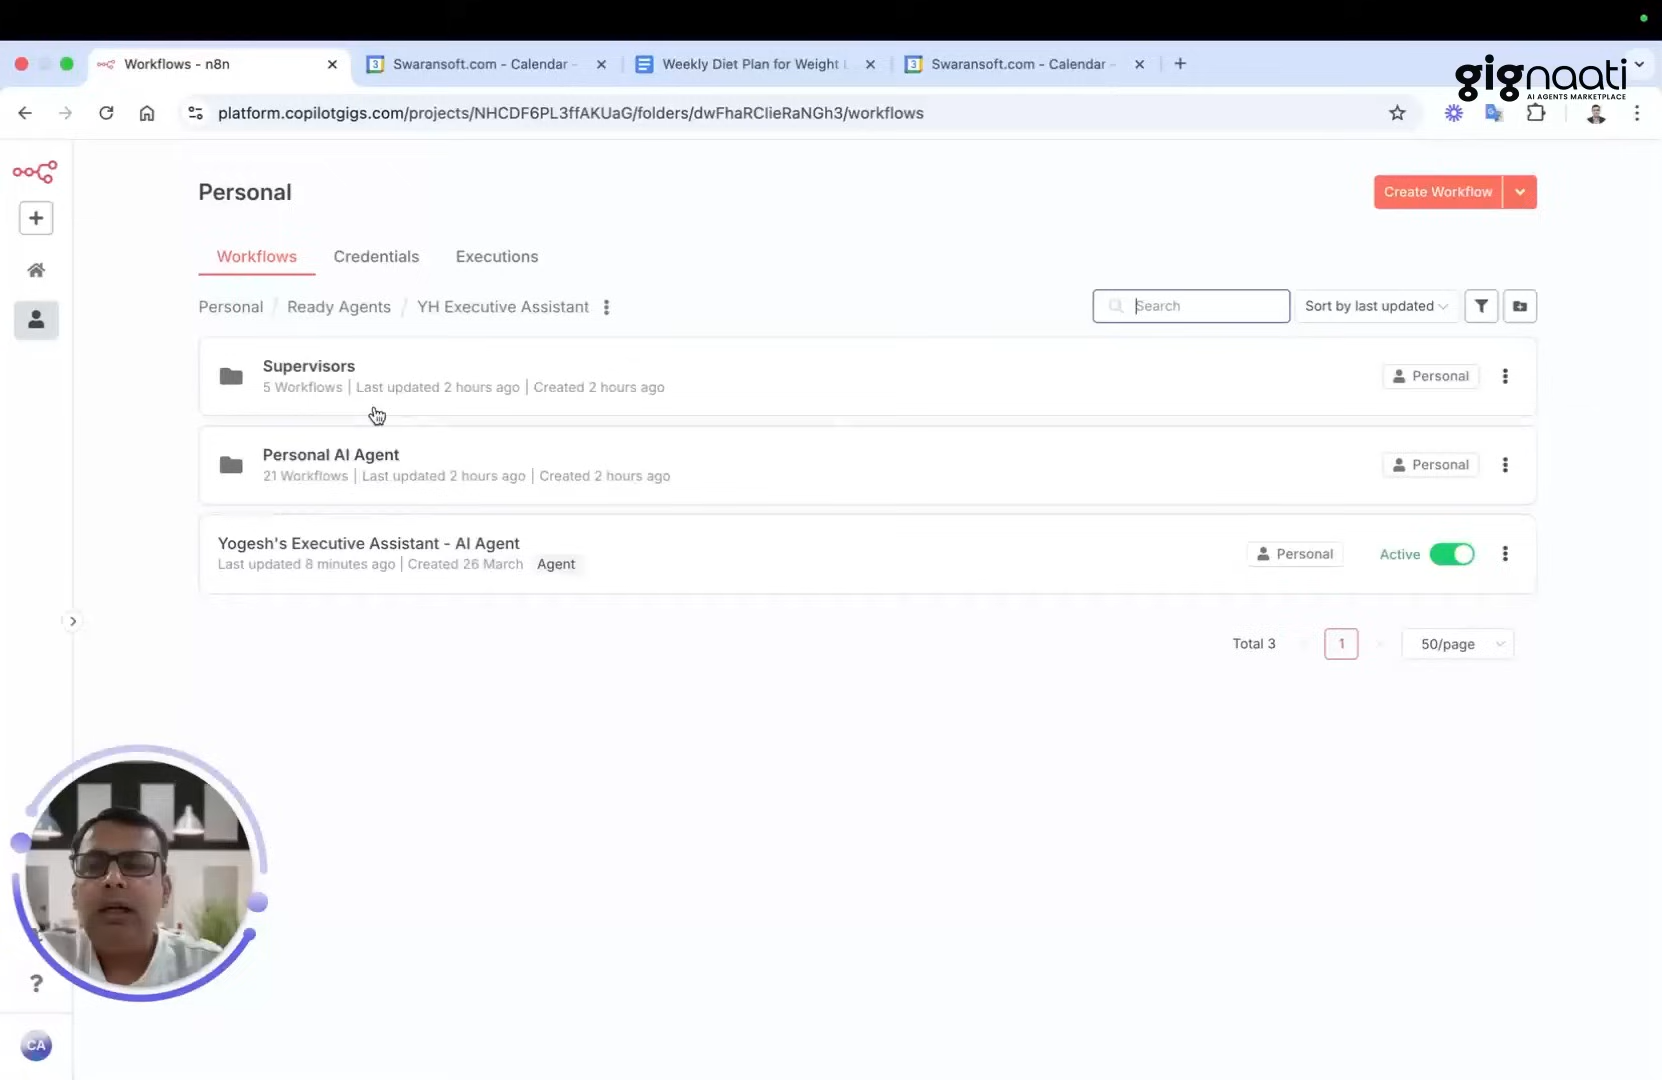 Workflows - n8n
Swaransoft.com - Calendar -
Weekly Diet Plan for Weight
Swaransoft.com - Calendar -
gignaati
AI AGENTS MARKETPLACE
platform.copilotgigs.com/projects/NHCDF6PL3ffAKUaG/folders/dwFhaRClieRaNGh3/workflows
Personal
Create Workflow
Workflows
Credentials
Executions
Personal / Ready Agents / YH Executive Assistant
Search
Sort by last updated
Supervisors
5 Workflows | Last updated 2 hours ago | Created 2 hours ago
Personal
Personal AI Agent
21 Workflows | Last updated 2 hours ago | Created 2 hours ago
Personal
Yogesh's Executive Assistant - AI Agent
Last updated 8 minutes ago | Created 26 March
Agent
Personal
Active
Total 3
1
50/page
?
CA